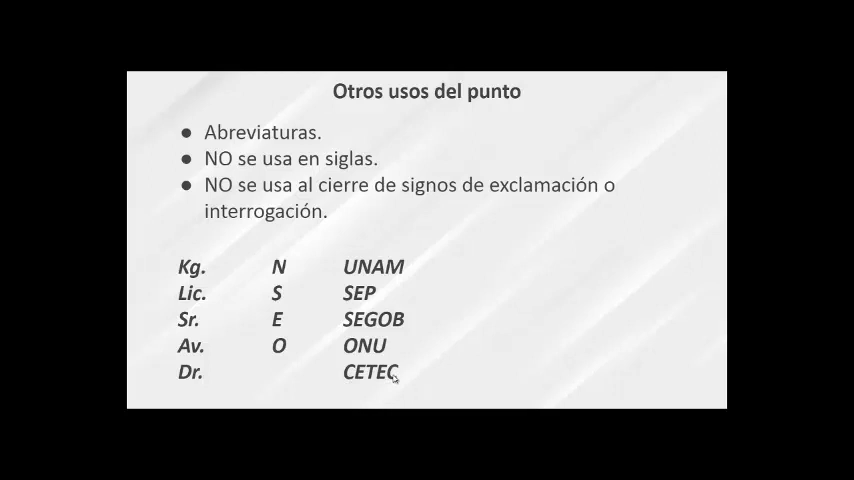 Otros usos del punto
● Abreviaturas.
● NO se usa en siglas.
● NO se usa al cierre de signos de exclamación o
interrogación.
Kg. N UNAM
Lic. S SEP
Sr. E SEGOB
Av. O ONU
Dr. CETEC